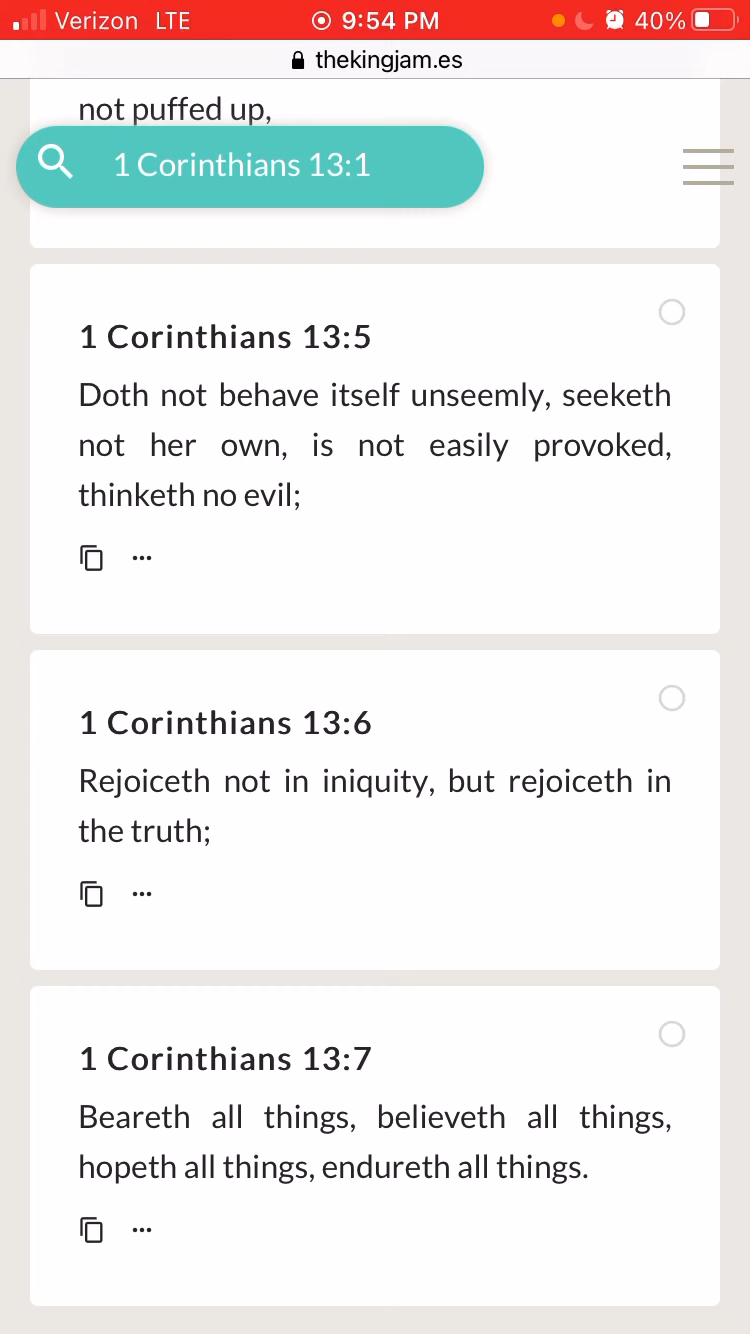 Verizon LTE 9:54 PM 40%
thekingjam.es
not puffed up,
1 Corinthians 13:1
1 Corinthians 13:5
Doth not behave itself unseemly, seeketh
not her own, is not easily provoked,
thinketh no evil;
1 Corinthians 13:6
Rejoiceth not in iniquity, but rejoiceth in
the truth;
1 Corinthians 13:7
Beareth all things, believeth all things,
hopeth all things, endureth all things.